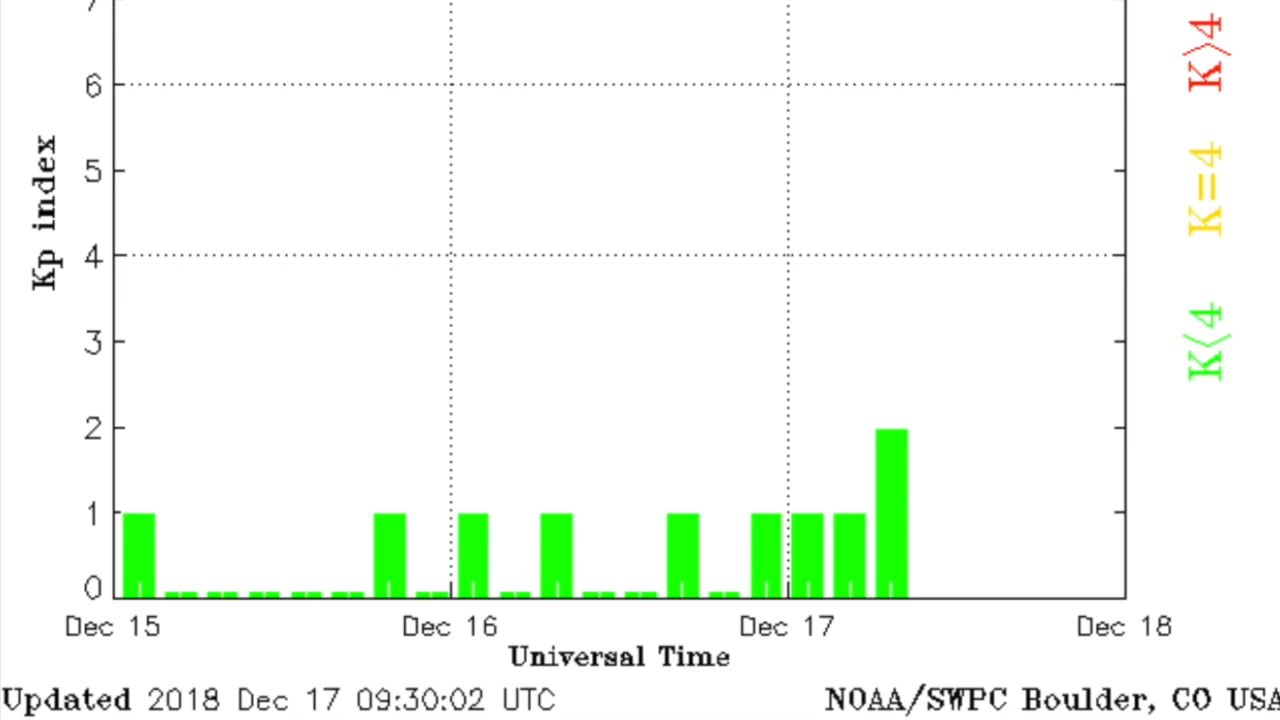 7
6
5
4
3
2
1
0
Kp index
K>4
K=4
K<4
Dec 15 Dec 16 Dec 17 Dec 18
Universal Time
Updated 2018 Dec 17 09:30:02 UTC NOAA/SWPC Boulder, CO USA